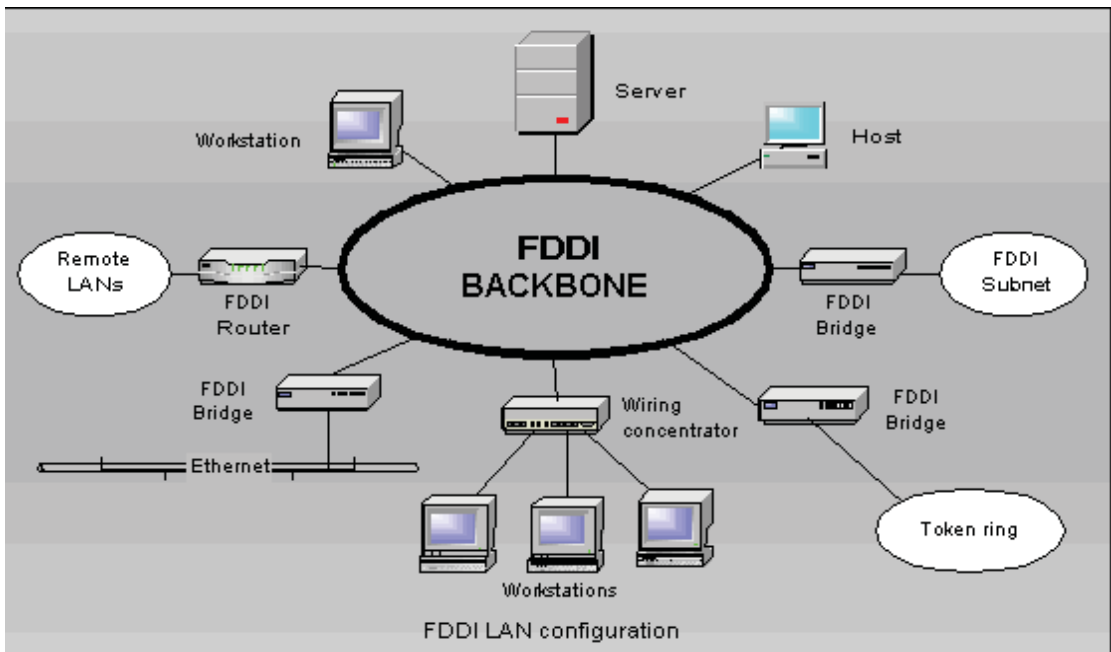 Server
Workstation
Host
FDDI
BACKBONE
Remote
LANs
FDDI
Router
FDDI
Bridge
FDDI
Subnet
FDDI
Bridge
Wiring
concentrator
FDDI
Bridge
Ethernet
Token ring
Workstations
FDDI LAN configuration